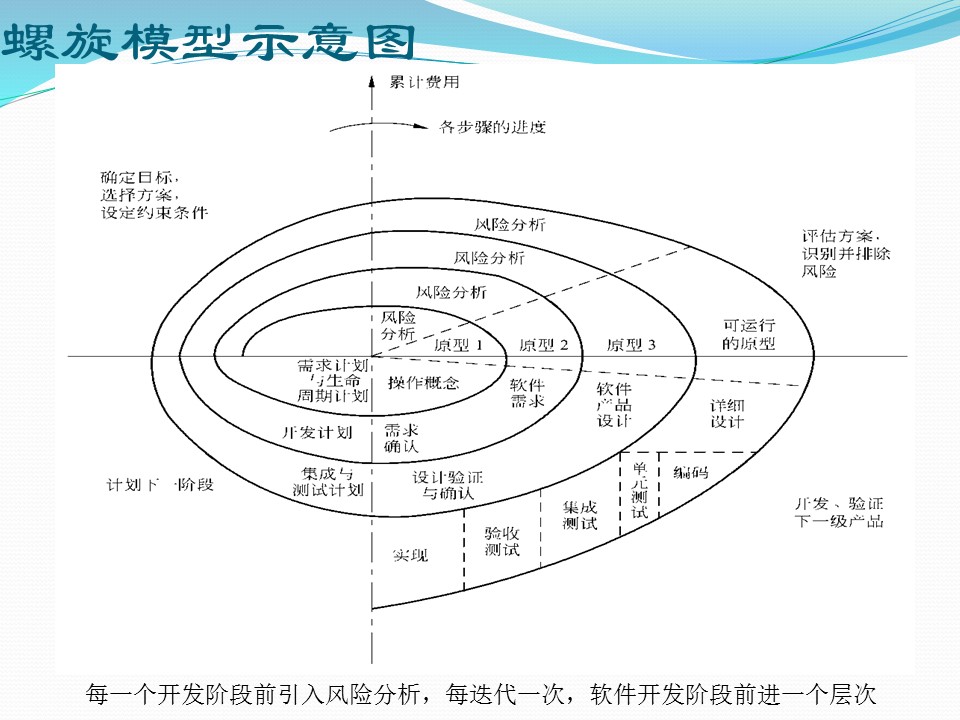 螺旋模型示意图
累计费用
各步骤的进度
确定目标，
选择方案，
设定约束条件
风险分析
评估方案，
识别并排除
风险
风险分析
风险分析
风险
分析
原型 1
原型 2
原型 3
可运行
的原型
需求计划
与生命
周期计划
操作概念
软件
需求
软件
产品
设计
详细
设计
开发计划
需求
确认
集成与
测试计划
设计验证
与确认
单
元
测
试
编码
计划下一阶段
集成
测试
开发、验证
下一级产品
验收
测试
实现
每一个开发阶段前引入风险分析，每迭代一次，软件开发阶段前进一个层次